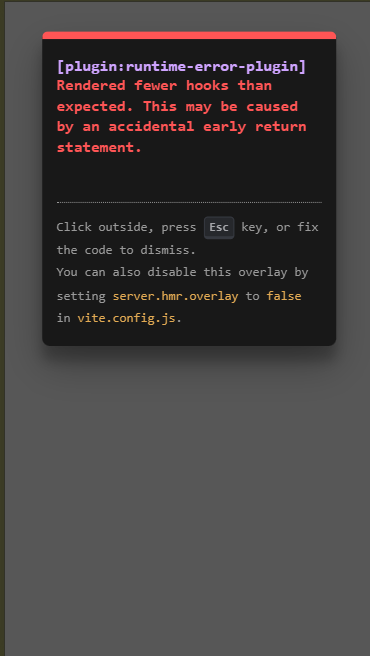 [plugin:runtime-error-plugin]
Rendered fewer hooks than
expected. This may be caused
by an accidental early return
statement.
Click outside, press Esc key, or fix
the code to dismiss.
You can also disable this overlay by
setting server.hmr.overlay to false
in vite.config.js.